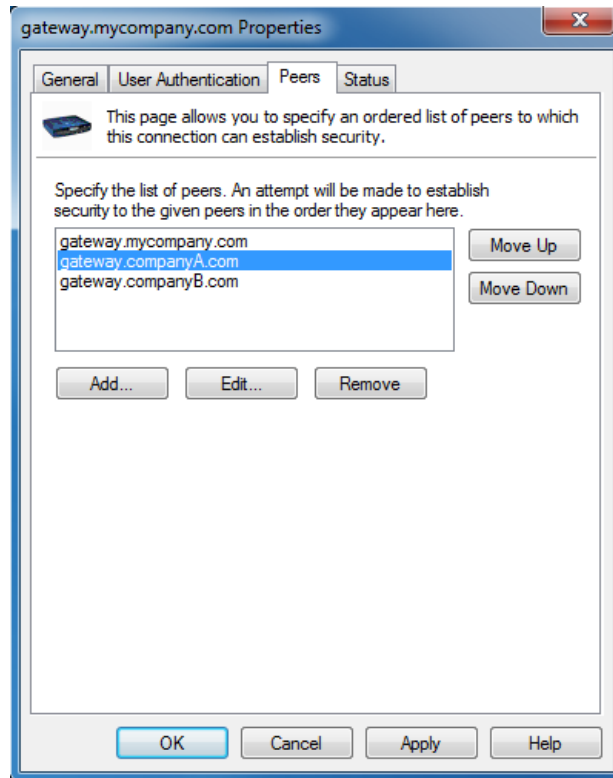 gateway.mycompany.com Properties
General User Authentication Peers Status
This page allows you to specify an ordered list of peers to which
this connection can establish security.
Specify the list of peers. An attempt will be made to establish
security to the given peers in the order they appear here.
gateway.mycompany.com
gateway.companyA.com
gateway.companyB.com
Move Up
Move Down
Add... Edit... Remove
OK Cancel Apply Help